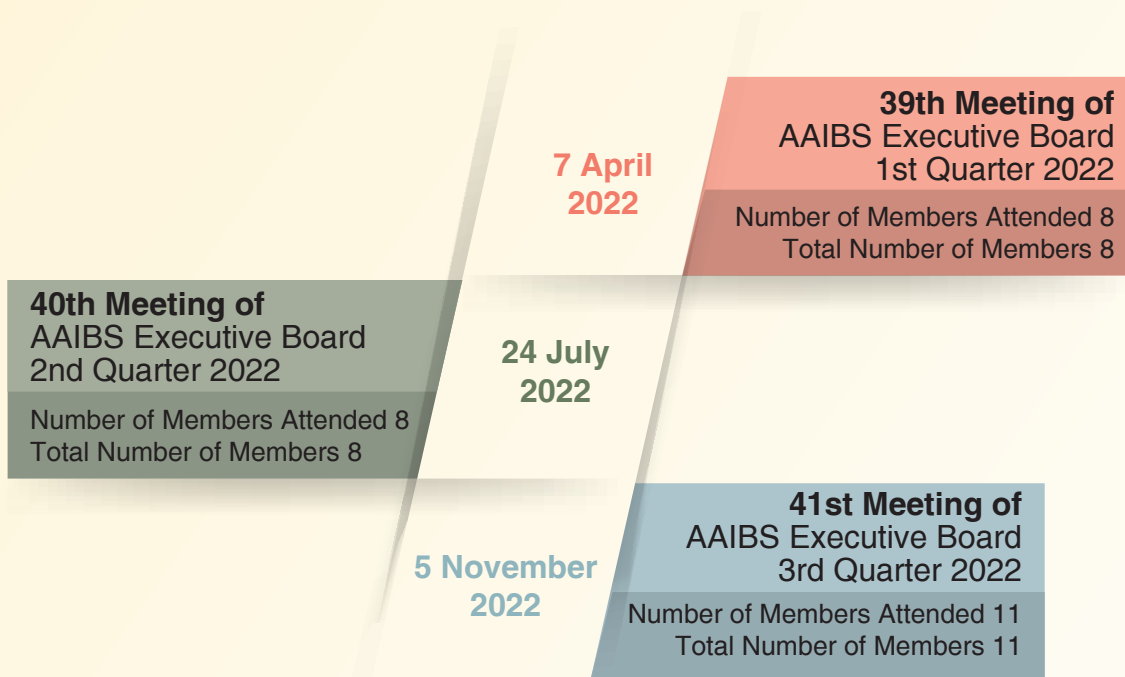 7 April
2022
39th Meeting of
AAIBS Executive Board
1st Quarter 2022
Number of Members Attended 8
Total Number of Members 8
40th Meeting of
AAIBS Executive Board
2nd Quarter 2022
Number of Members Attended 8
Total Number of Members 8
24 July
2022
5 November
2022
41st Meeting of
AAIBS Executive Board
3rd Quarter 2022
Number of Members Attended 11
Total Number of Members 11